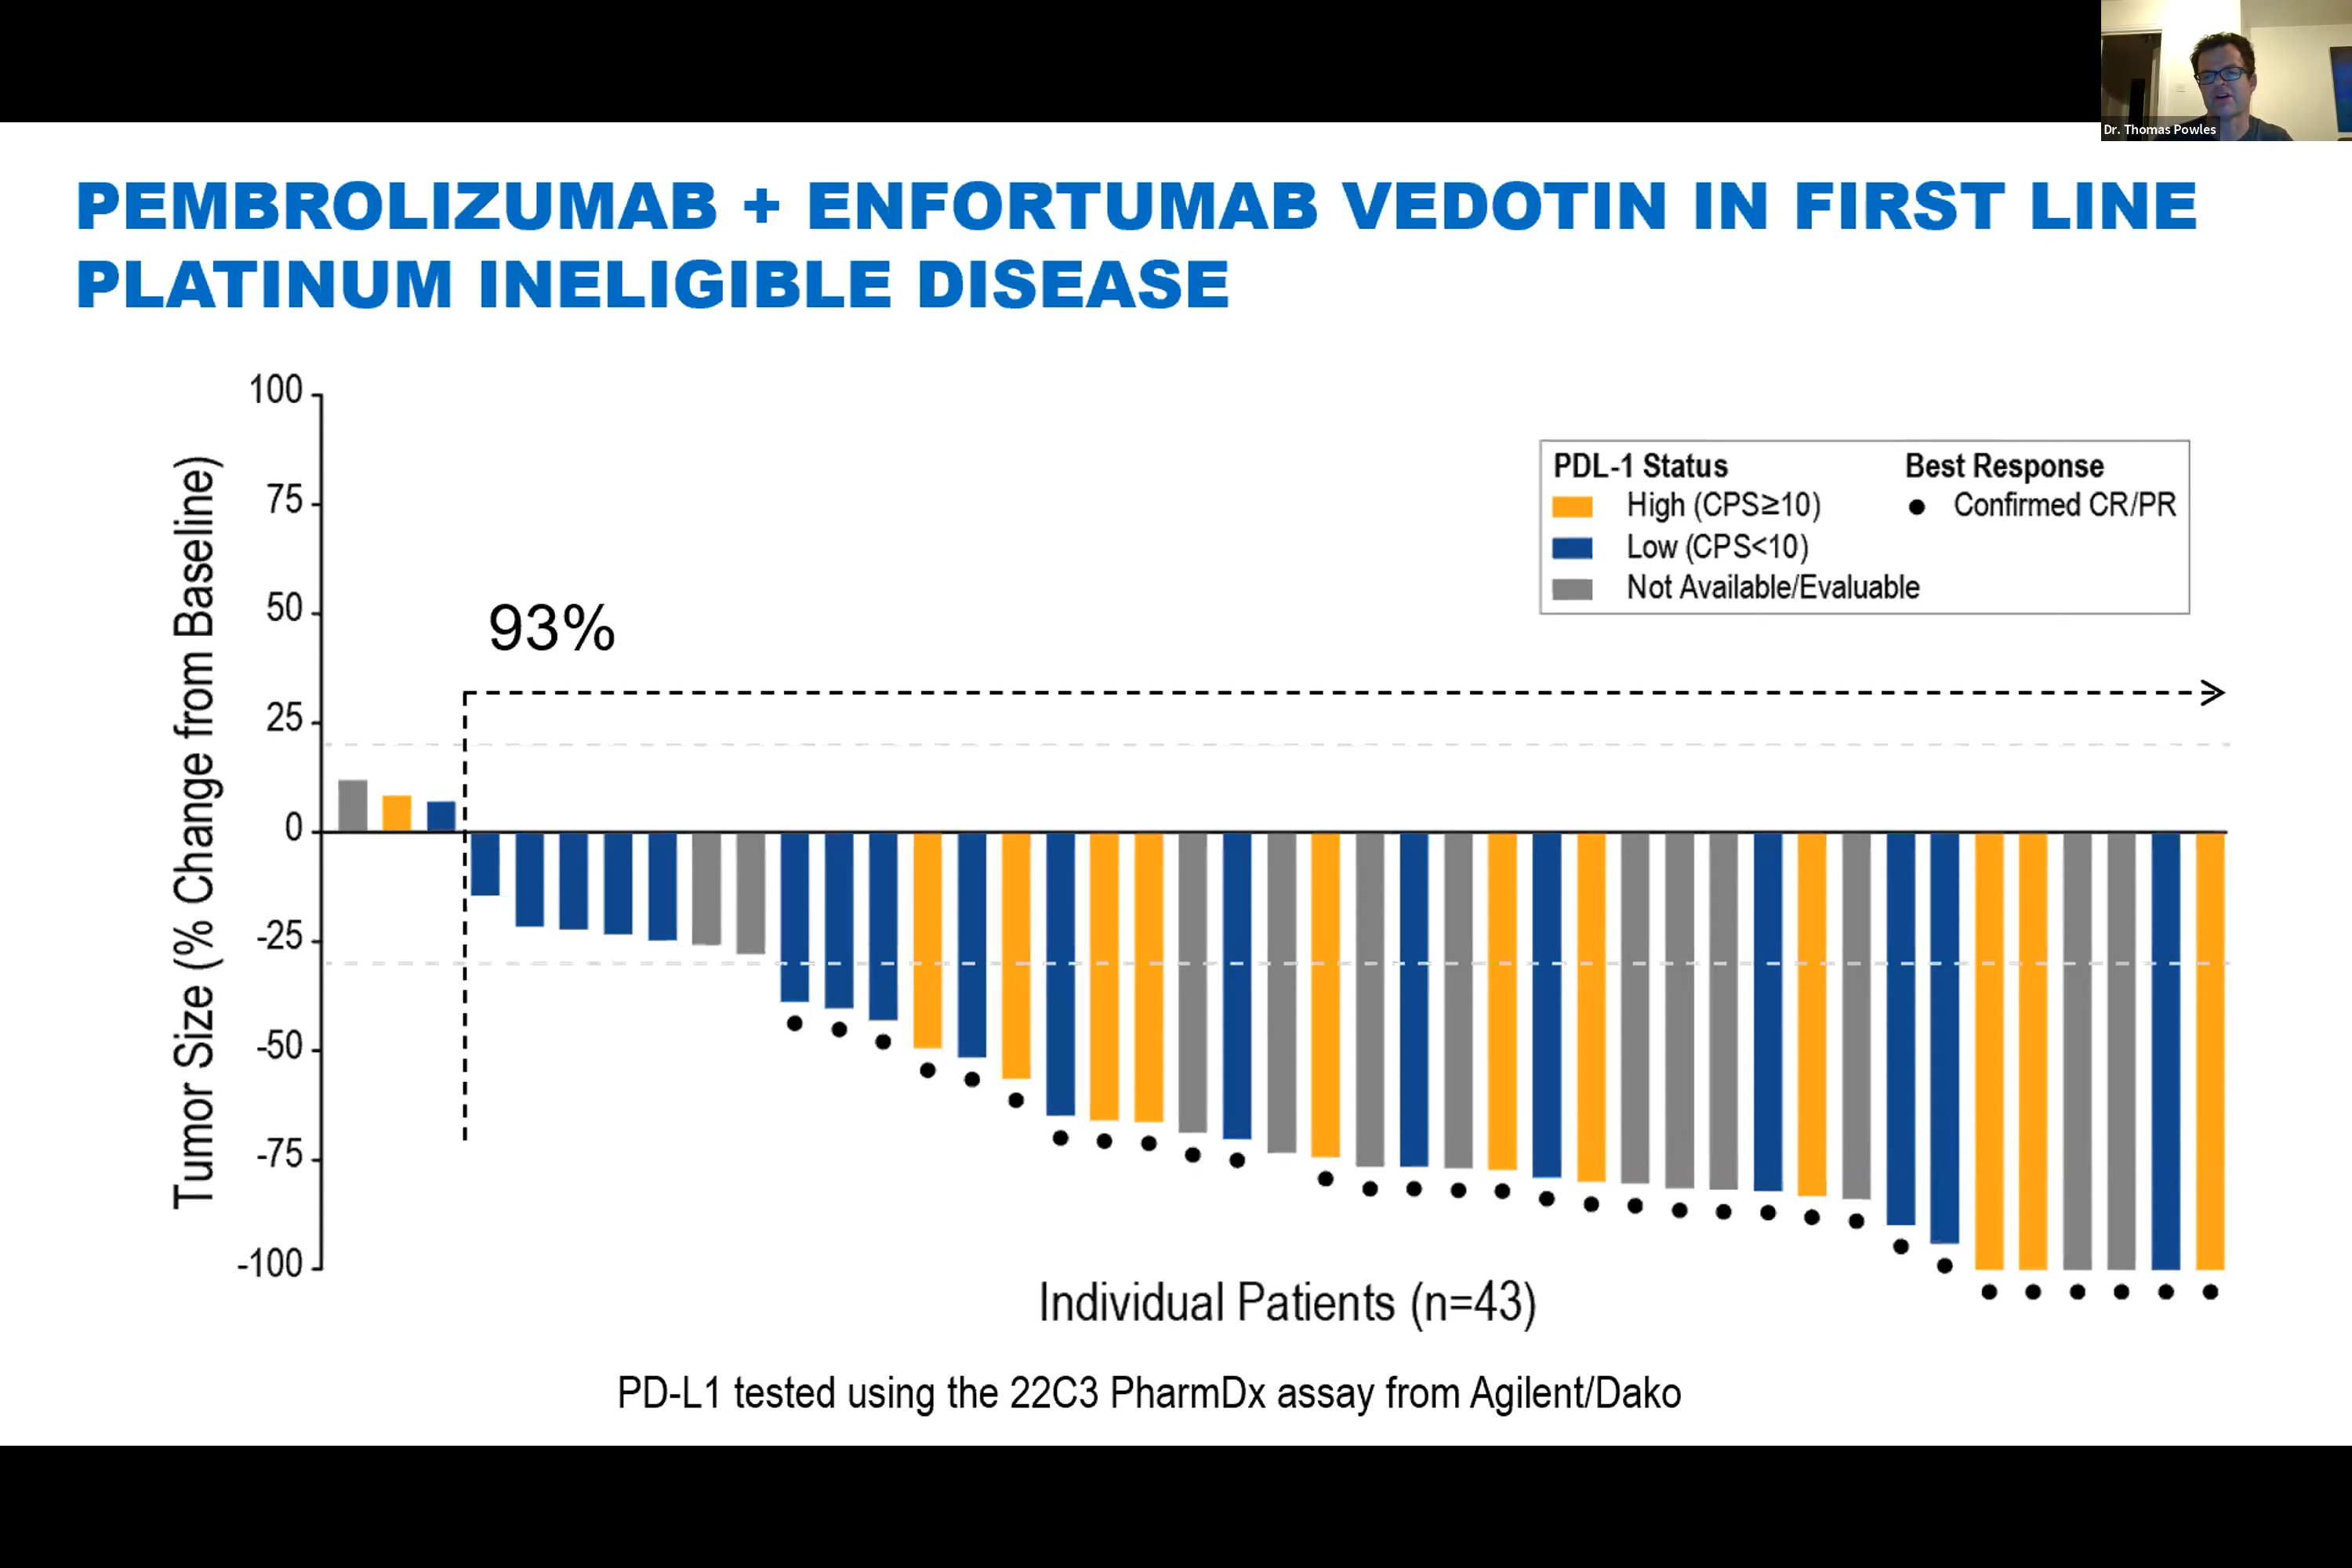 Dr. Thomas Powles
PEMBROLIZUMAB + ENFORTUMAB VEDOTIN IN FIRST LINE
PLATINUM INELIGIBLE DISEASE
Tumor Size (% Change from Baseline)
100
75
50
25
0
-25
-50
-75
-100
93%
PDL-1 Status
High (CPS≥10)
Low (CPS<10)
Not Available/Evaluable
Best Response
Confirmed CR/PR
Individual Patients (n=43)
PD-L1 tested using the 22C3 PharmDx assay from Agilent/Dako